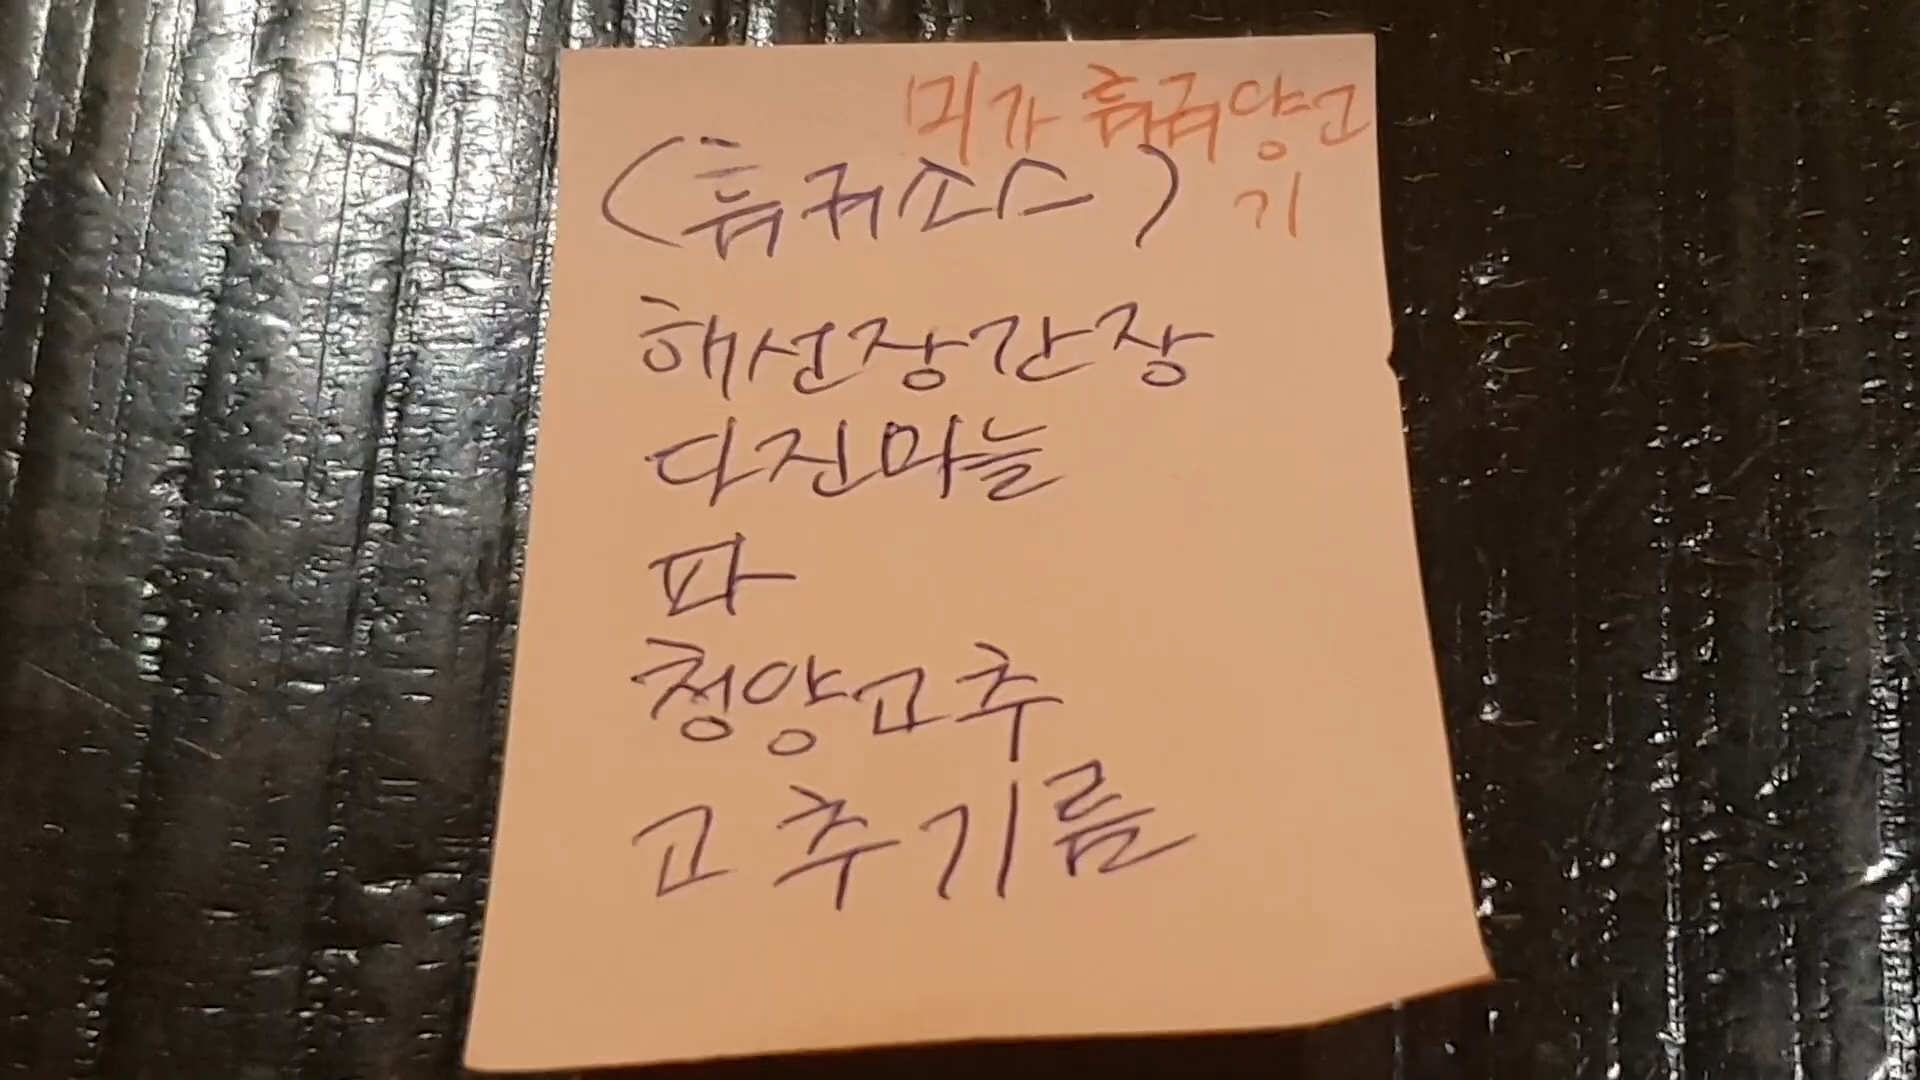 미가 훠궈양고
기
(훠궈소스)
해선장간장
다진마늘
파
청양고추
고추기름